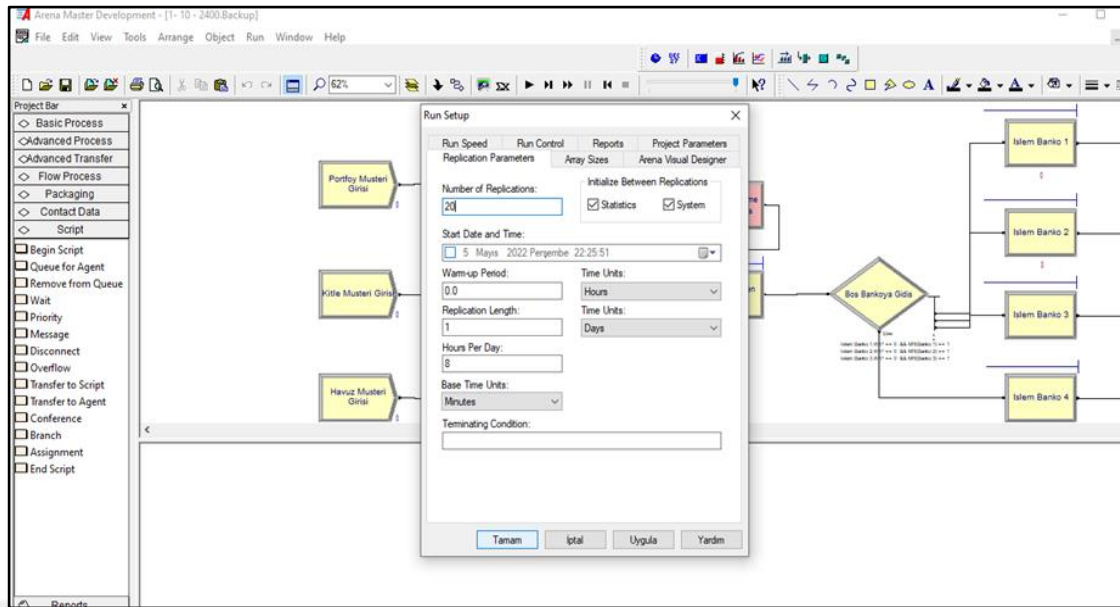 Arena Master Development - [1- 10 - 2400.Backup]
File Edit View Tools Arrange Object Run Window Help
62%
Project Bar
Basic Process
Advanced Process
Advanced Transfer
Flow Process
Packaging
Contact Data
Script
Begin Script
Queue for Agent
Remove from Queue
Wait
Priority
Message
Disconnect
Overflow
Transfer to Script
Transfer to Agent
Conference
Branch
Assignment
End Script
Reports
Portfoy Musteri
Girisi
Kitle Musteri Girisi
Havuz Musteri
Girisi
Run Setup
Run Speed Run Control Reports Project Parameters
Replication Parameters Array Sizes Arena Visual Designer
Number of Replications:
20
Initialize Between Replications
Statistics System
Start Date and Time:
5 Mayıs 2022 Perşembe 22:25:51
Warm-up Period: Time Units:
0.0 Hours
Replication Length: Time Units:
1 Days
Hours Per Day:
8
Base Time Units:
Minutes
Terminating Condition:
Tamam İptal Uygula Yardım
Bos Bankoya Gidis
Islem Banko 1
0
Islem Banko 2
0
Islem Banko 3
Islem Banko 4